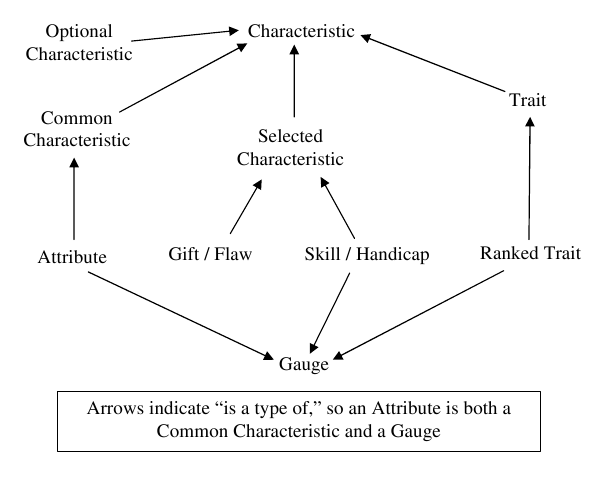 Optional
Characteristic
Characteristic
Trait
Common
Characteristic
Selected
Characteristic
Attribute
Gift / Flaw
Skill / Handicap
Ranked Trait
Gauge
Arrows indicate “is a type of,” so an Attribute is both a
Common Characteristic and a Gauge